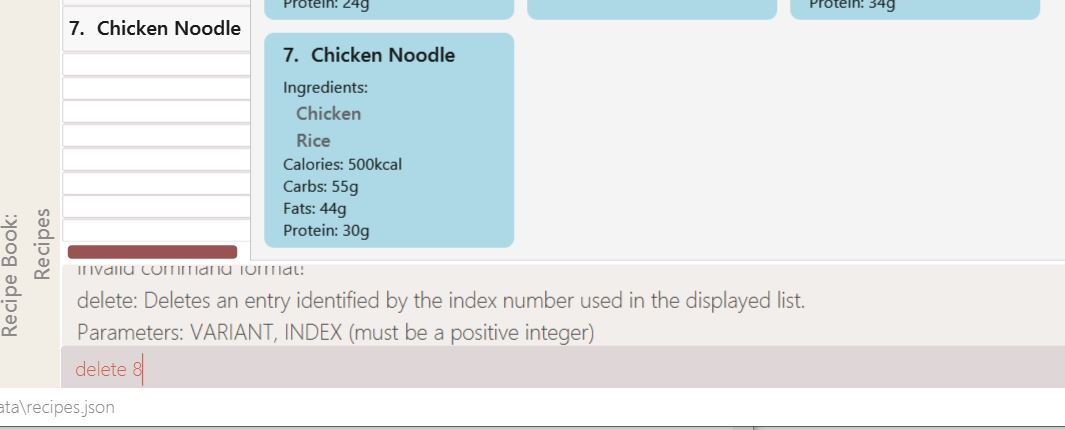 Protein: 24g
Protein: 34g
7. Chicken Noodle
7. Chicken Noodle
Ingredients:
Chicken
Rice
Calories: 500kcal
Carbs: 55g
Fats: 44g
Protein: 30g
Recipe Book:
Recipes
Invalid command format!
delete: Deletes an entry identified by the index number used in the displayed list.
Parameters: VARIANT, INDEX (must be a positive integer)
delete 8
ata\recipes.json